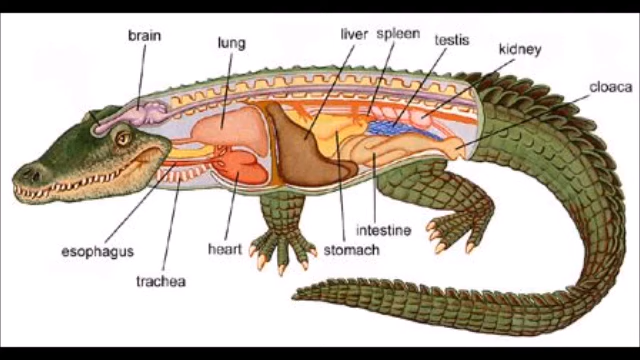 brain
lung
liver
spleen
testis
kidney
cloaca
esophagus
trachea
heart
stomach
intestine